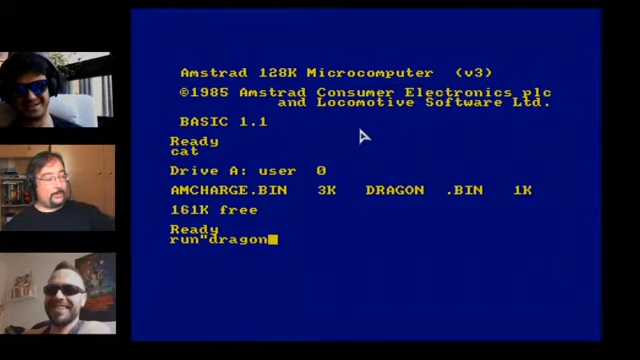 Amstrad 128K Microcomputer (v3)
©1985 Amstrad Consumer Electronics plc
and Locomotive Software Ltd.
BASIC 1.1
Ready
cat
Drive A: user 0
AMCHARGE.BIN 3K DRAGON .BIN 1K
161K free
Ready
run"dragon